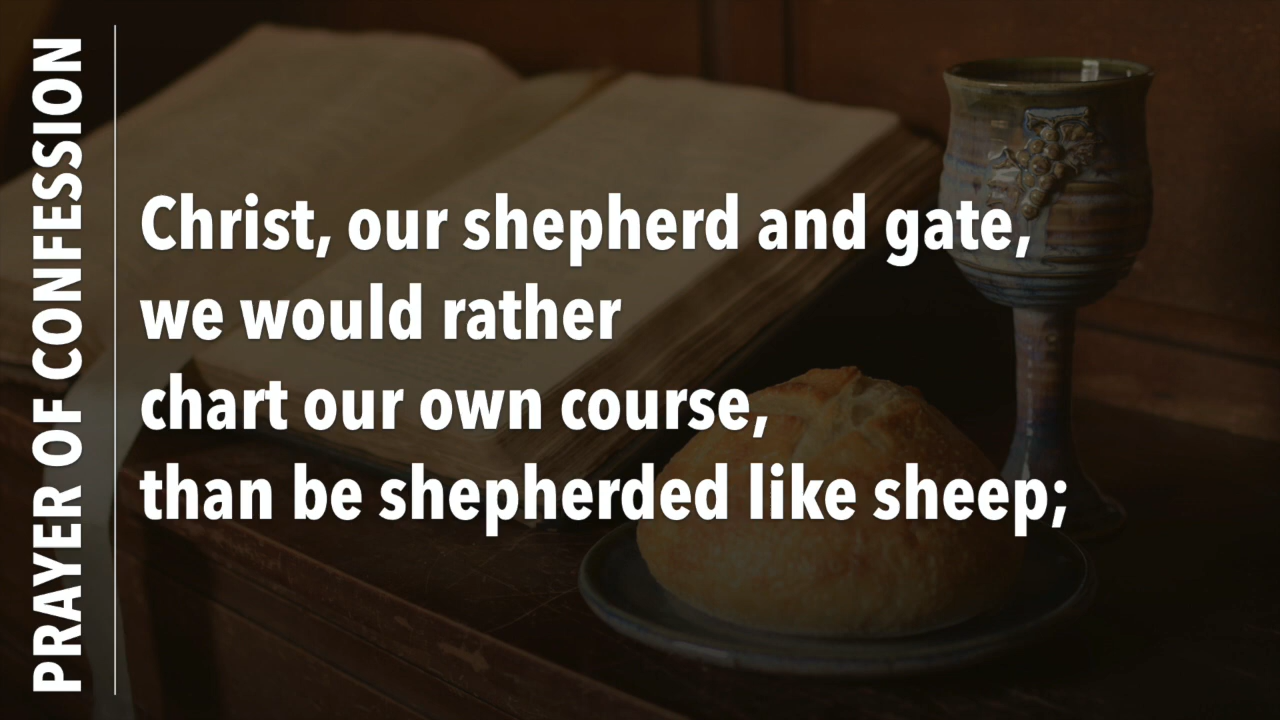 PRAYER OF CONFESSION
Christ, our shepherd and gate,
we would rather
chart our own course,
than be shepherded like sheep;